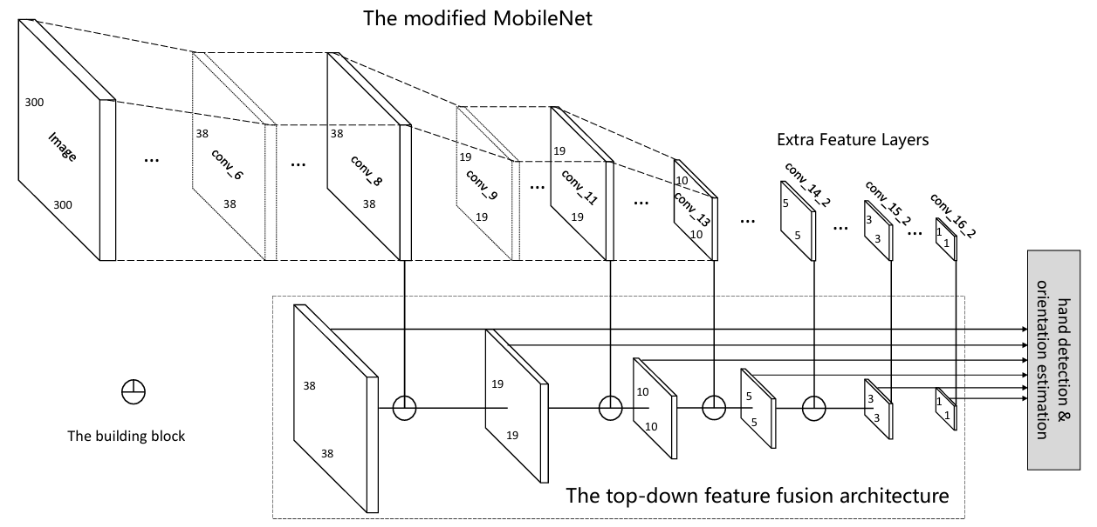 The modified MobileNet
300
Image
300
...
38
conv_6
38
...
38
conv_8
38
19
conv_9
19
...
19
conv_11
19
...
10
conv_13
10
...
Extra Feature Layers
conv_14_2
5
5
...
conv_15_2
3
3
...
conv_16_2
1
1
hand detection &
orientation estimation
38
38
19
19
10
10
5
5
3
3
1
1
The building block
The top-down feature fusion architecture